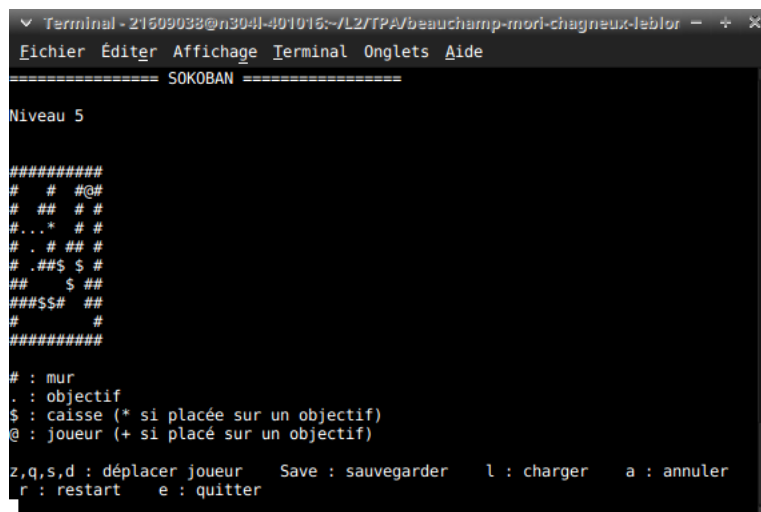 Terminal - 21609038@n304l-401016:~/L2/TPA/beauchamp-mori-chagneux-leblor
Fichier Éditer Affichage Terminal Onglets Aide
================ SOKOBAN =================
Niveau 5
##########
#   #  #@#
#  ##  # #
#...*  # #
# . # ## #
# .##$ $ #
##    $ ##
###$$#  ##
#        #
##########
# : mur
. : objectif
$ : caisse (* si placée sur un objectif)
@ : joueur (+ si placé sur un objectif)
z,q,s,d : déplacer joueur    Save : sauvegarder    l : charger    a : annuler
 r : restart    e : quitter